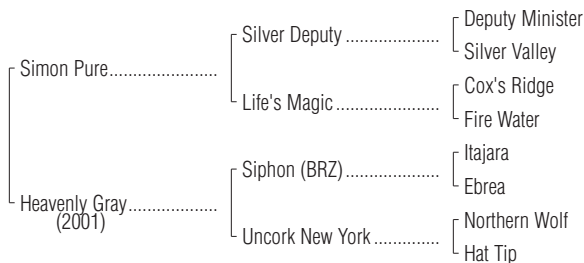 Deputy Minister
Silver Deputy ......................
Silver Valley
Simon Pure.........................
Cox's Ridge
Life's Magic ........................
Fire Water
Itajara
Siphon (BRZ)......................
Ebrea
Heavenly Gray.....................
(2001)
Northern Wolf
Uncork New York ...............
Hat Tip